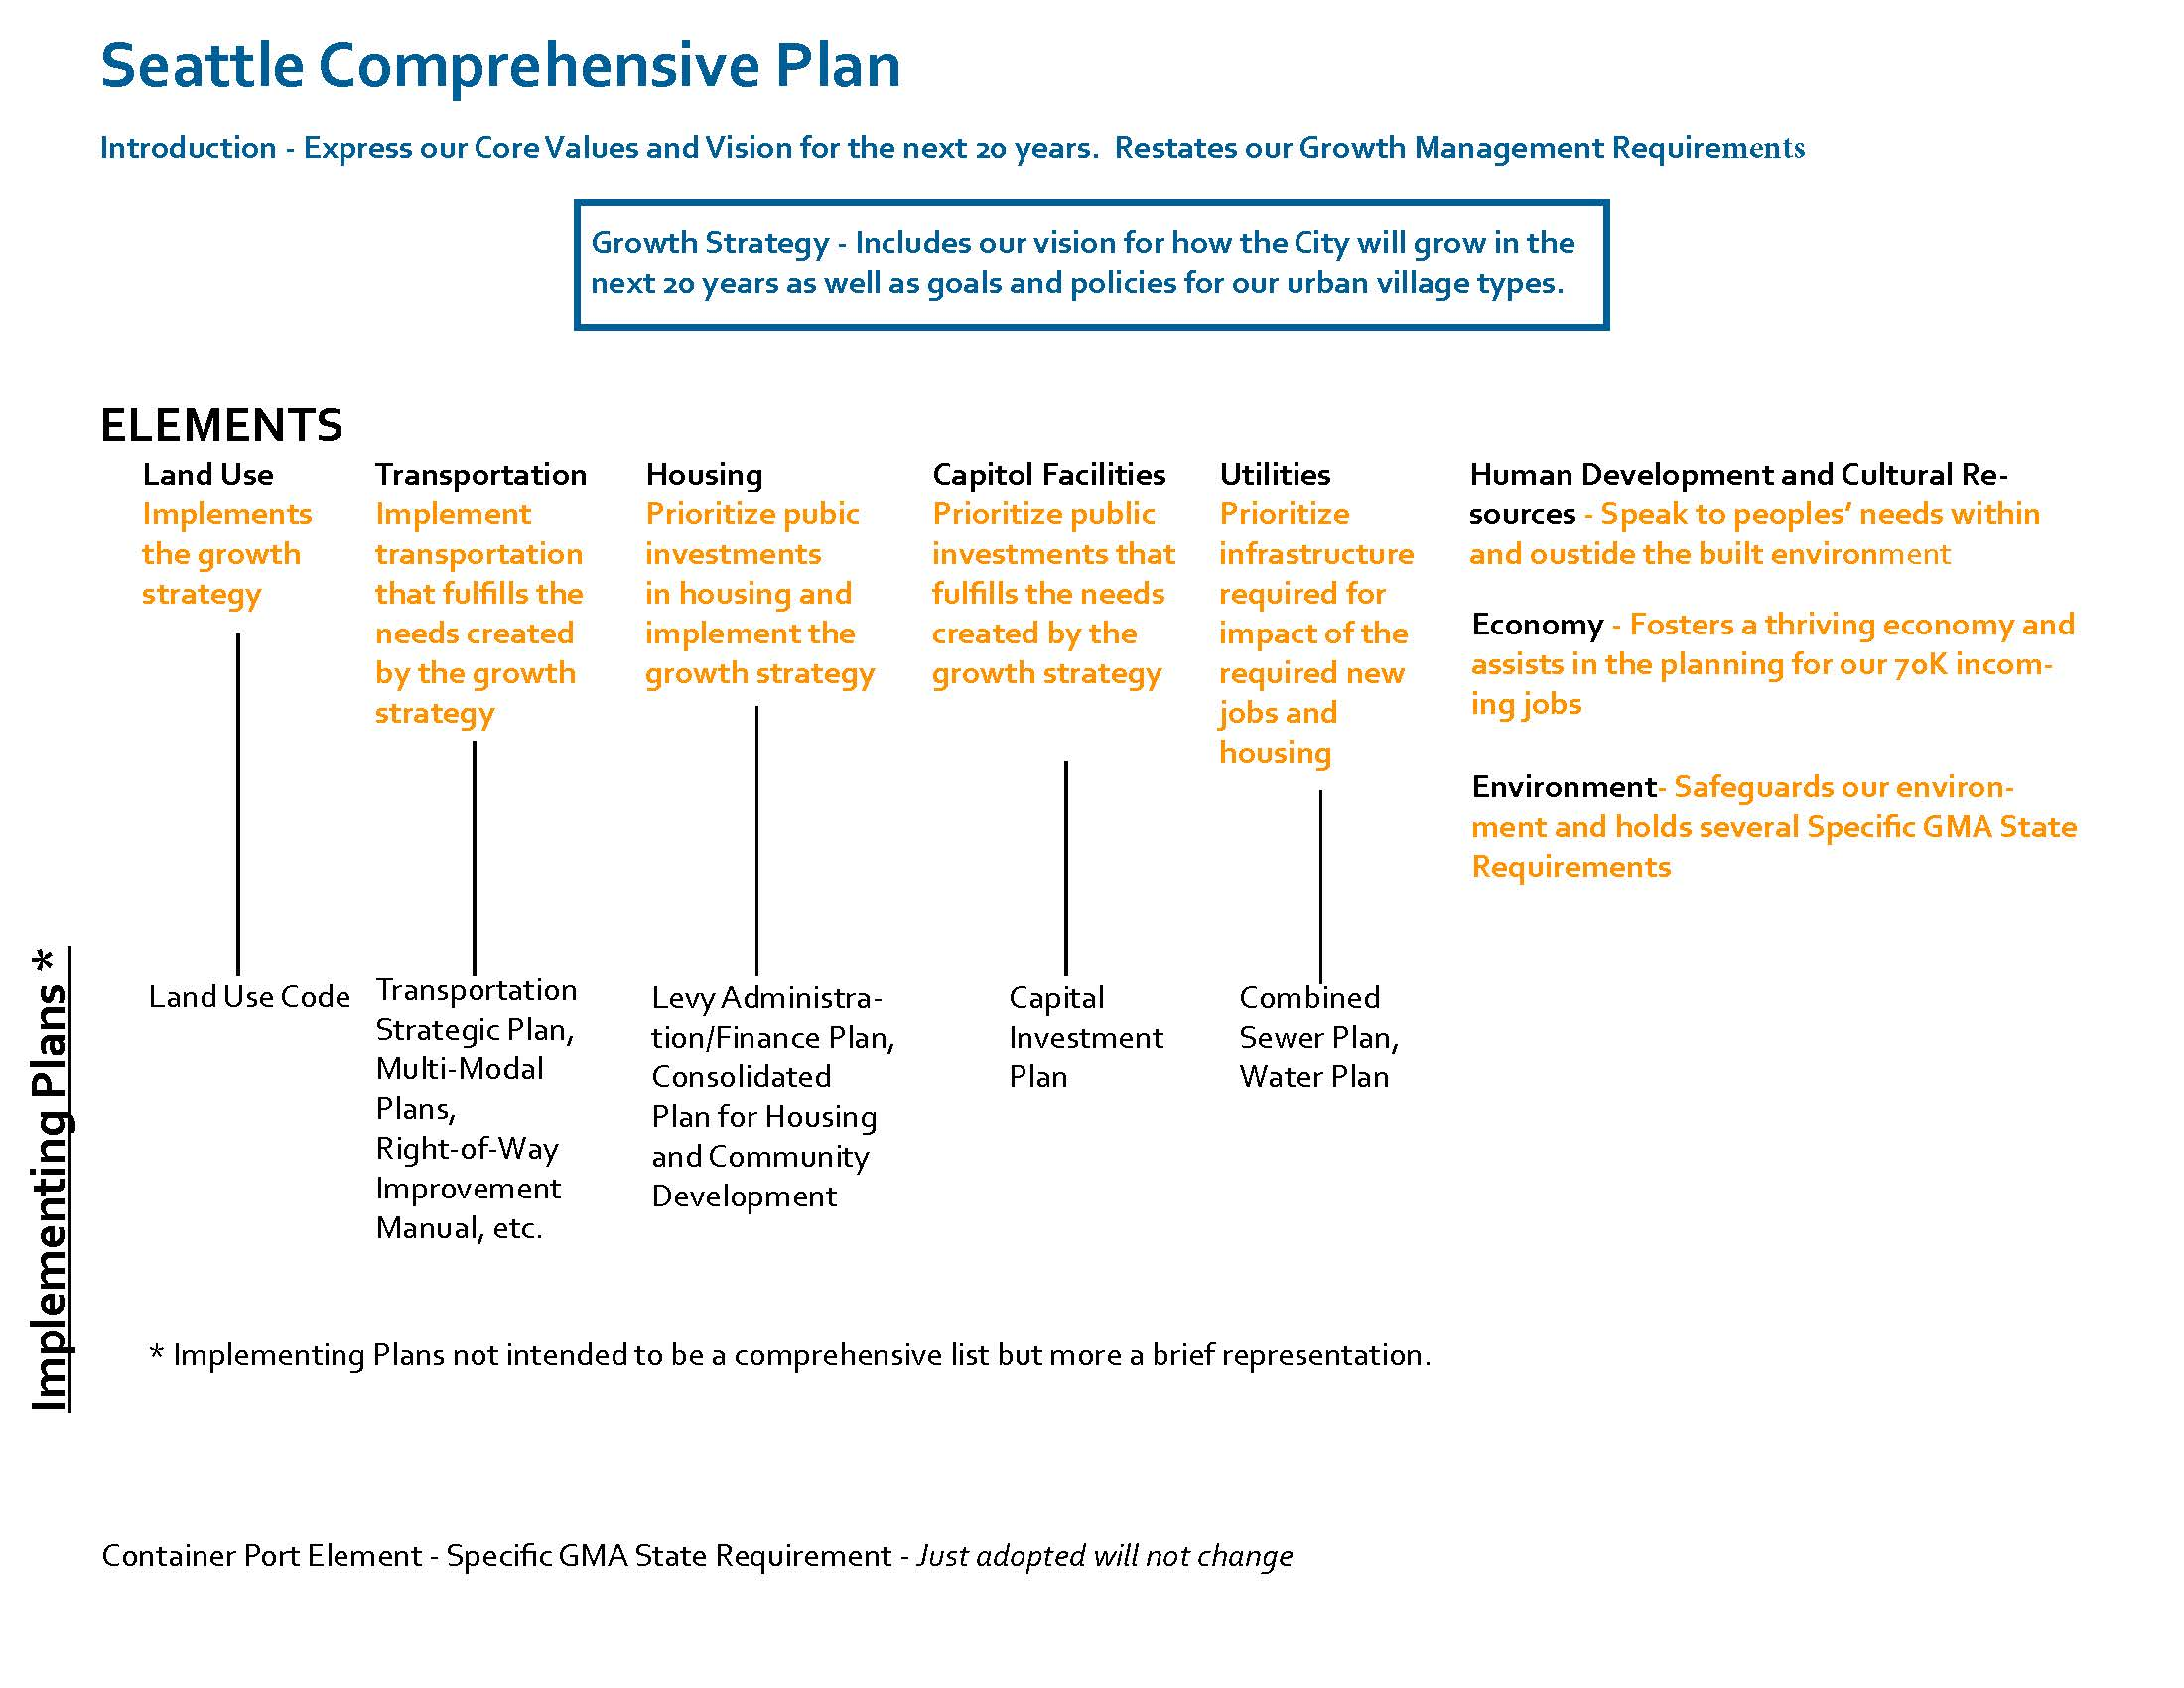 Seattle Comprehensive Plan
Introduction - Express our Core Values and Vision for the next 20 years.  Restates our Growth Management Requirements
Growth Strategy - Includes our vision for how the City will grow in the
next 20 years as well as goals and policies for our urban village types.
ELEMENTS
Land Use
Implements
the growth
strategy
Transportation
Implement
transportation
that fulfills the
needs created
by the growth
strategy
Housing
Prioritize pubic
investments
in housing and
implement the
growth strategy
Capitol Facilities
Prioritize public
investments that
fulfills the needs
created by the
growth strategy
Utilities
Prioritize
infrastructure
required for
impact of the
required new
jobs and
housing
Human Development and Cultural Re-
sources - Speak to peoples’ needs within
and oustide the built environment
Economy - Fosters a thriving economy and
assists in the planning for our 70K incom-
ing jobs
Environment- Safeguards our environ-
ment and holds several Specific GMA State
Requirements
Implementing Plans *
Land Use Code
Transportation
Strategic Plan,
Multi-Modal
Plans,
Right-of-Way
Improvement
Manual, etc.
Levy Administra-
tion/Finance Plan,
Consolidated
Plan for Housing
and Community
Development
Capital
Investment
Plan
Combined
Sewer Plan,
Water Plan
* Implementing Plans not intended to be a comprehensive list but more a brief representation.
Container Port Element - Specific GMA State Requirement - Just adopted will not change